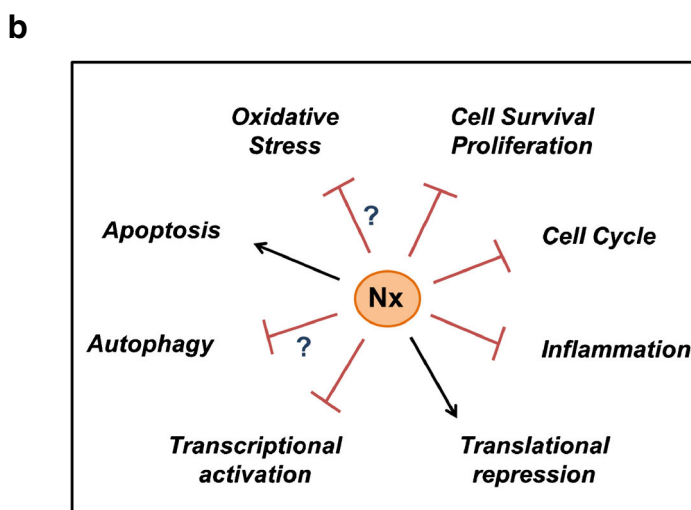 b
Oxidative
Stress
Cell Survival
Proliferation
?
Apoptosis
Cell Cycle
Nx
Autophagy
?
Inflammation
Transcriptional
activation
Translational
repression